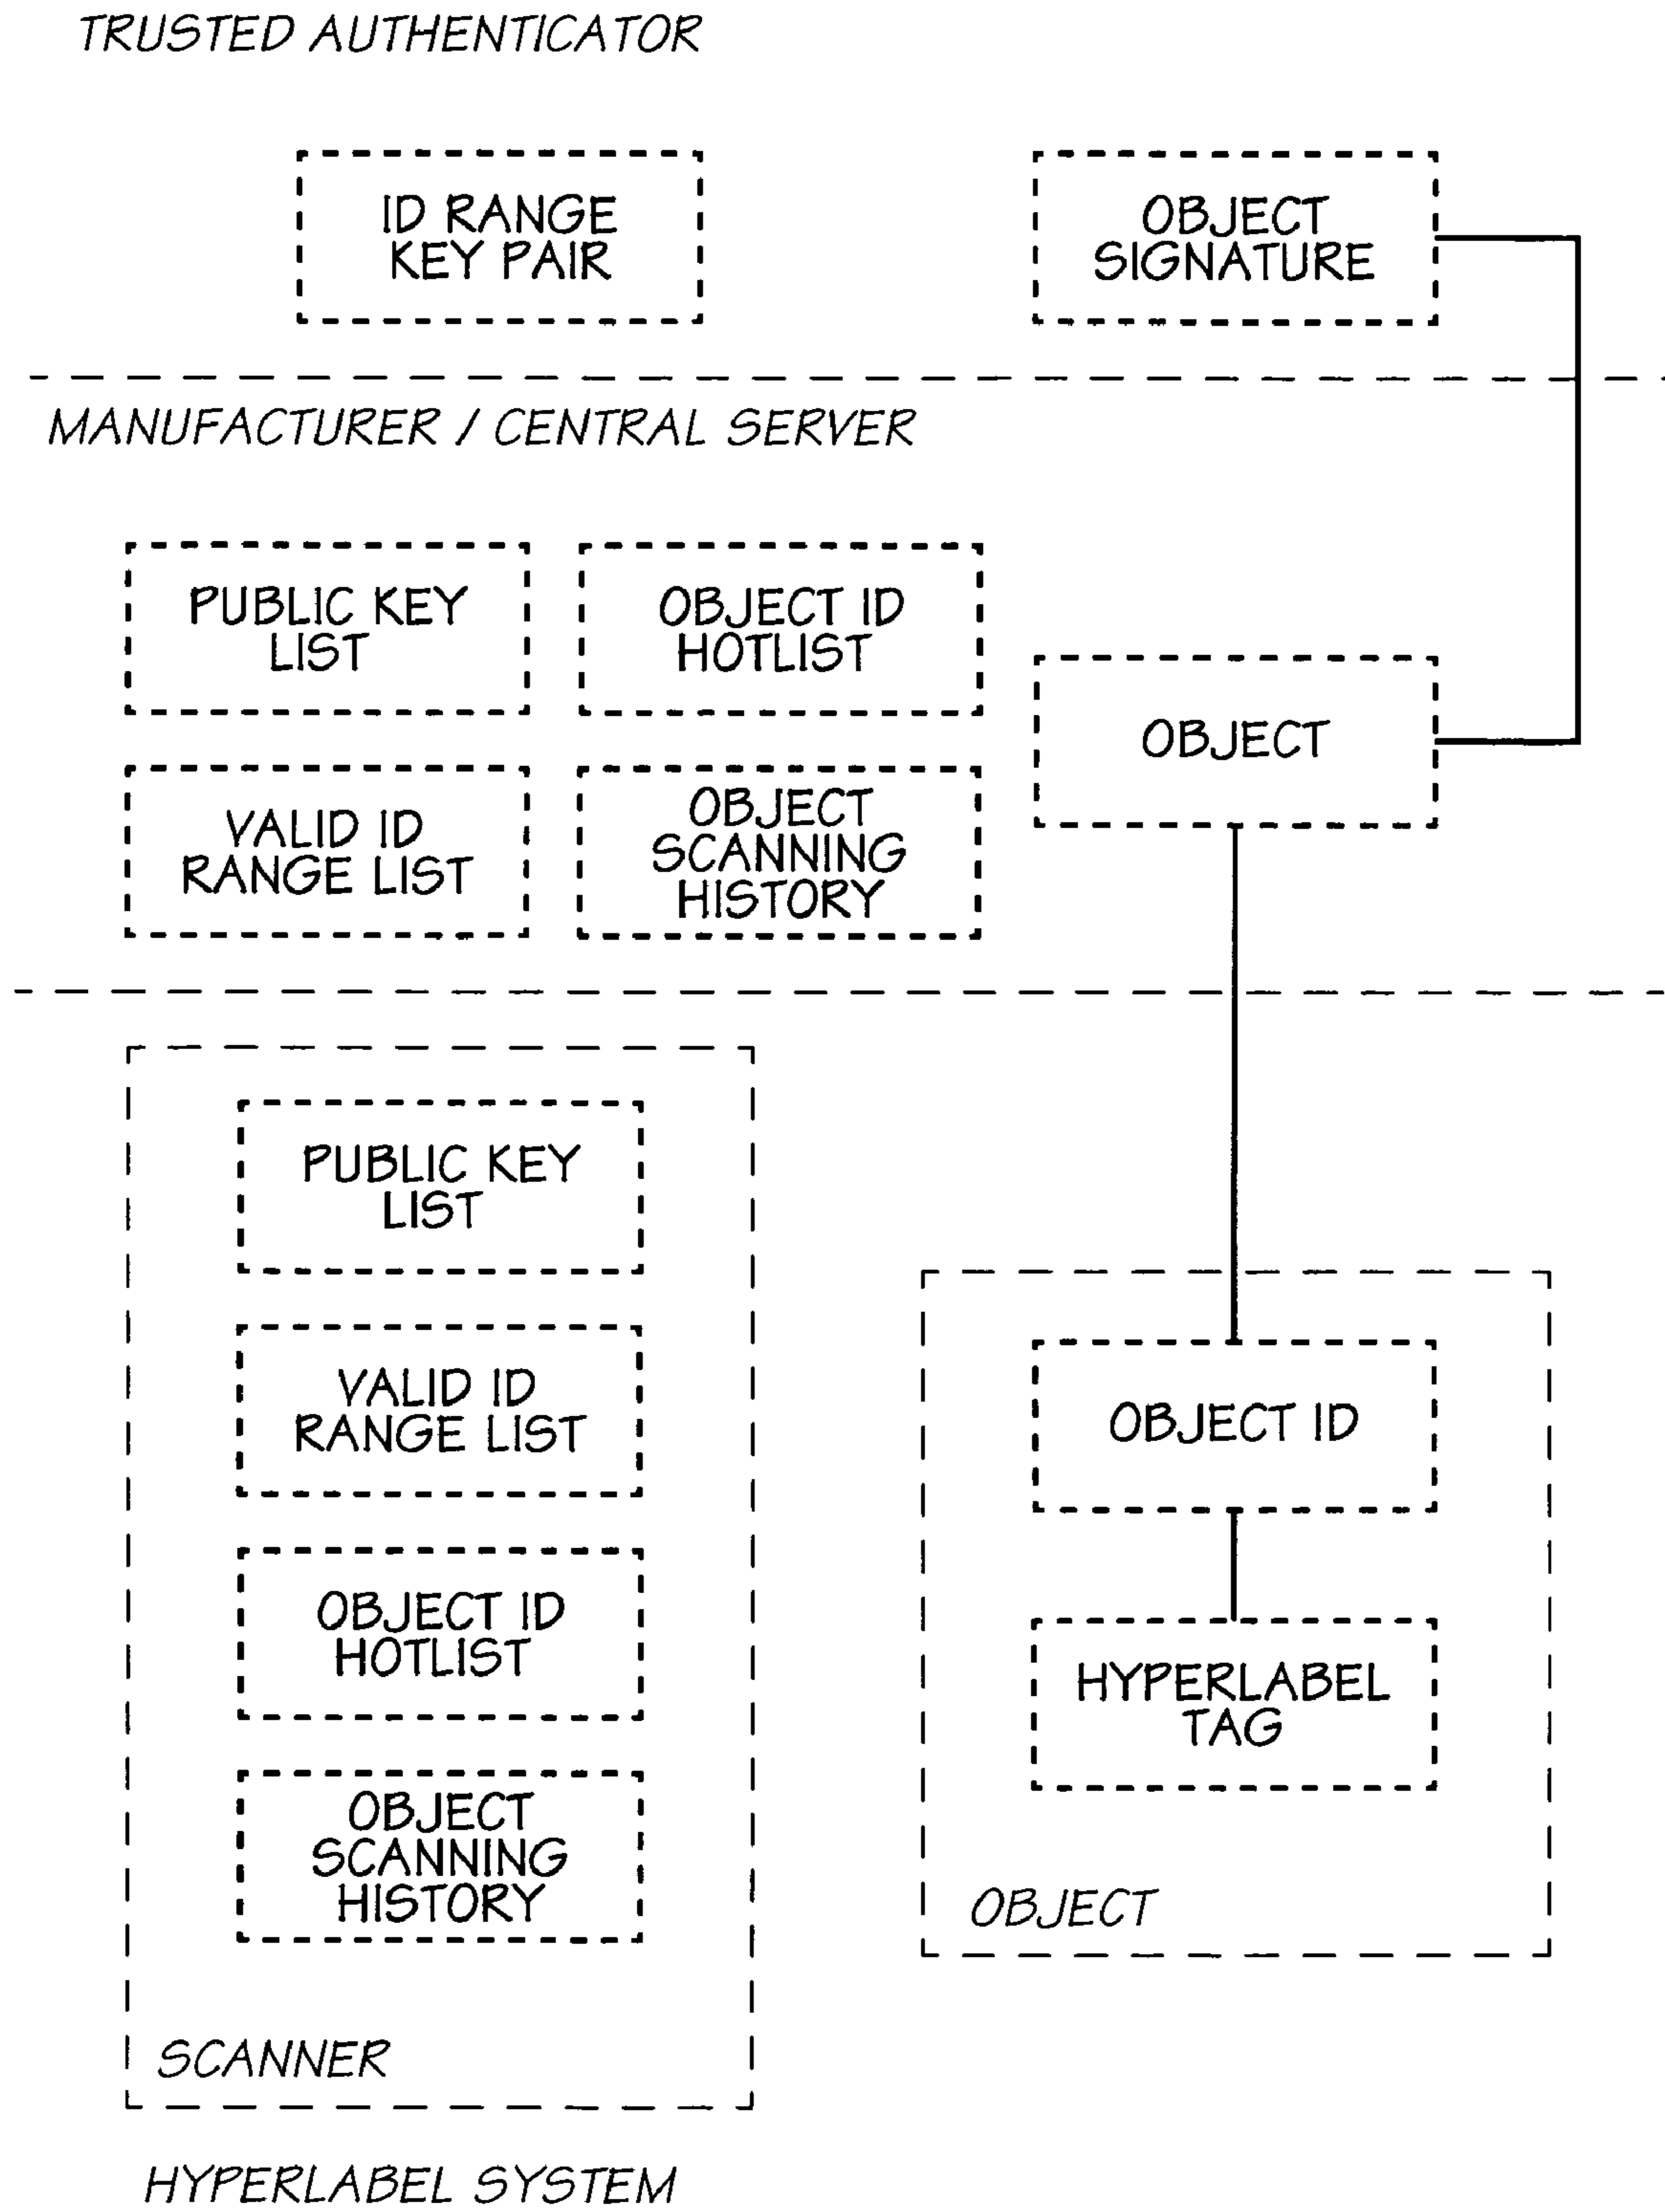 TRUSTED AUTHENTICATOR
ID RANGE
KEY PAIR
OBJECT
SIGNATURE
MANUFACTURER / CENTRAL SERVER
PUBLIC KEY
LIST
OBJECT ID
HOTLIST
OBJECT
VALID ID
RANGE LIST
OBJECT
SCANNING
HISTORY
PUBLIC KEY
LIST
VALID ID
RANGE LIST
OBJECT ID
HOTLIST
OBJECT
SCANNING
HISTORY
SCANNER
OBJECT ID
HYPERLABEL
TAG
OBJECT
HYPERLABEL SYSTEM